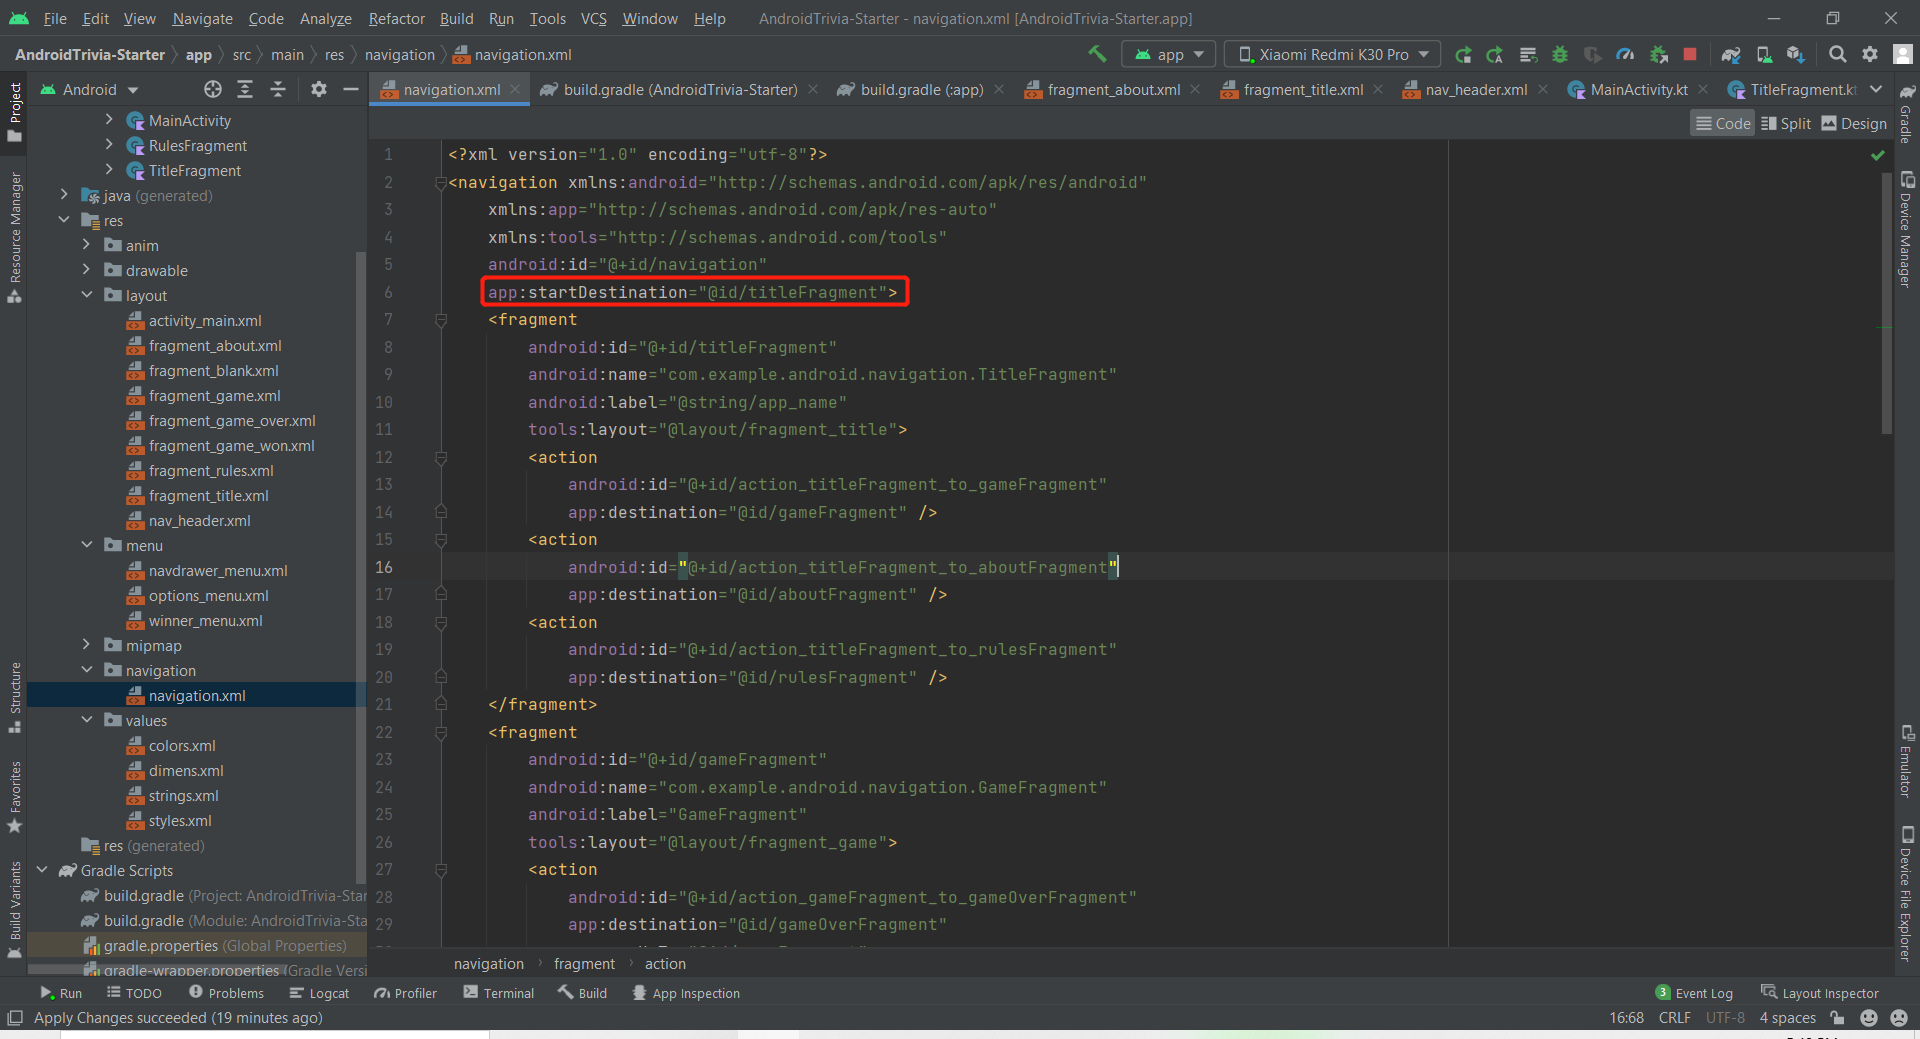 File Edit View Navigate Code Analyze Refactor Build Run Tools VCS Window Help AndroidTrivia-Starter - navigation.xml [AndroidTrivia-Starter.app]
AndroidTrivia-Starter app src main res navigation navigation.xml app Xiaomi Redmi K30 Pro
Android navigation.xml build.gradle (AndroidTrivia-Starter) build.gradle (:app) fragment_about.xml fragment_title.xml nav_header.xml MainActivity.kt TitleFragment.kt
Code Split Design
Project
Resource Manager
Structure
Favorites
Build Variants
MainActivity
RulesFragment
TitleFragment
java (generated)
res
anim
drawable
layout
activity_main.xml
fragment_about.xml
fragment_blank.xml
fragment_game.xml
fragment_game_over.xml
fragment_game_won.xml
fragment_rules.xml
fragment_title.xml
nav_header.xml
menu
navdrawer_menu.xml
options_menu.xml
winner_menu.xml
mipmap
navigation
navigation.xml
values
colors.xml
dimens.xml
strings.xml
styles.xml
res (generated)
Gradle Scripts
build.gradle (Project: AndroidTrivia-Star
build.gradle (Module: AndroidTrivia-Sta
gradle.properties (Global Properties)
gradle-wrapper.properties (Gradle Versi
1 <?xml version="1.0" encoding="utf-8"?>
2 <navigation xmlns:android="http://schemas.android.com/apk/res/android"
3 xmlns:app="http://schemas.android.com/apk/res-auto"
4 xmlns:tools="http://schemas.android.com/tools"
5 android:id="@+id/navigation"
6 app:startDestination="@id/titleFragment">
7 <fragment
8 android:id="@+id/titleFragment"
9 android:name="com.example.android.navigation.TitleFragment"
10 android:label="@string/app_name"
11 tools:layout="@layout/fragment_title">
12 <action
13 android:id="@+id/action_titleFragment_to_gameFragment"
14 app:destination="@id/gameFragment" />
15 <action
16 android:id="@+id/action_titleFragment_to_aboutFragment"
17 app:destination="@id/aboutFragment" />
18 <action
19 android:id="@+id/action_titleFragment_to_rulesFragment"
20 app:destination="@id/rulesFragment" />
21 </fragment>
22 <fragment
23 android:id="@+id/gameFragment"
24 android:name="com.example.android.navigation.GameFragment"
25 android:label="GameFragment"
26 tools:layout="@layout/fragment_game">
27 <action
28 android:id="@+id/action_gameFragment_to_gameOverFragment"
29 app:destination="@id/gameOverFragment"
navigation fragment action
Gradle
Device Manager
Emulator
Device File Explorer
Run TODO Problems Logcat Profiler Terminal Build App Inspection 3 Event Log Layout Inspector
Apply Changes succeeded (19 minutes ago) 16:68 CRLF UTF-8 4 spaces